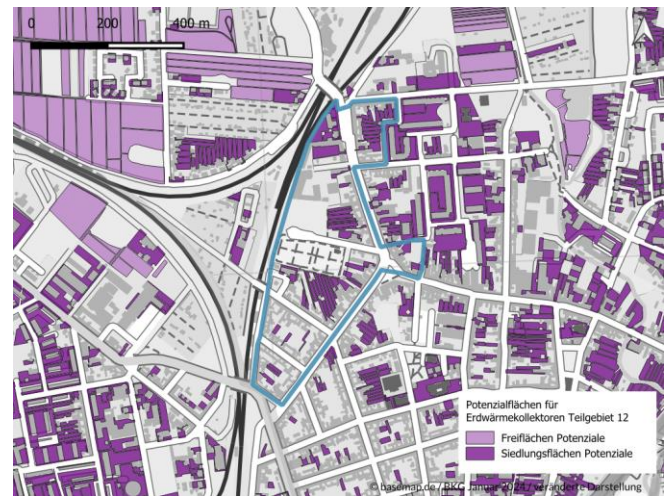 0 200 400 m
Potenzialflächen für
Erdwärmekollektoren Teilgebiet 12
Freiflächen Potenziale
Siedlungsflächen Potenziale
© basemap.de / BKG Januar 2024 / veränderte Darstellung